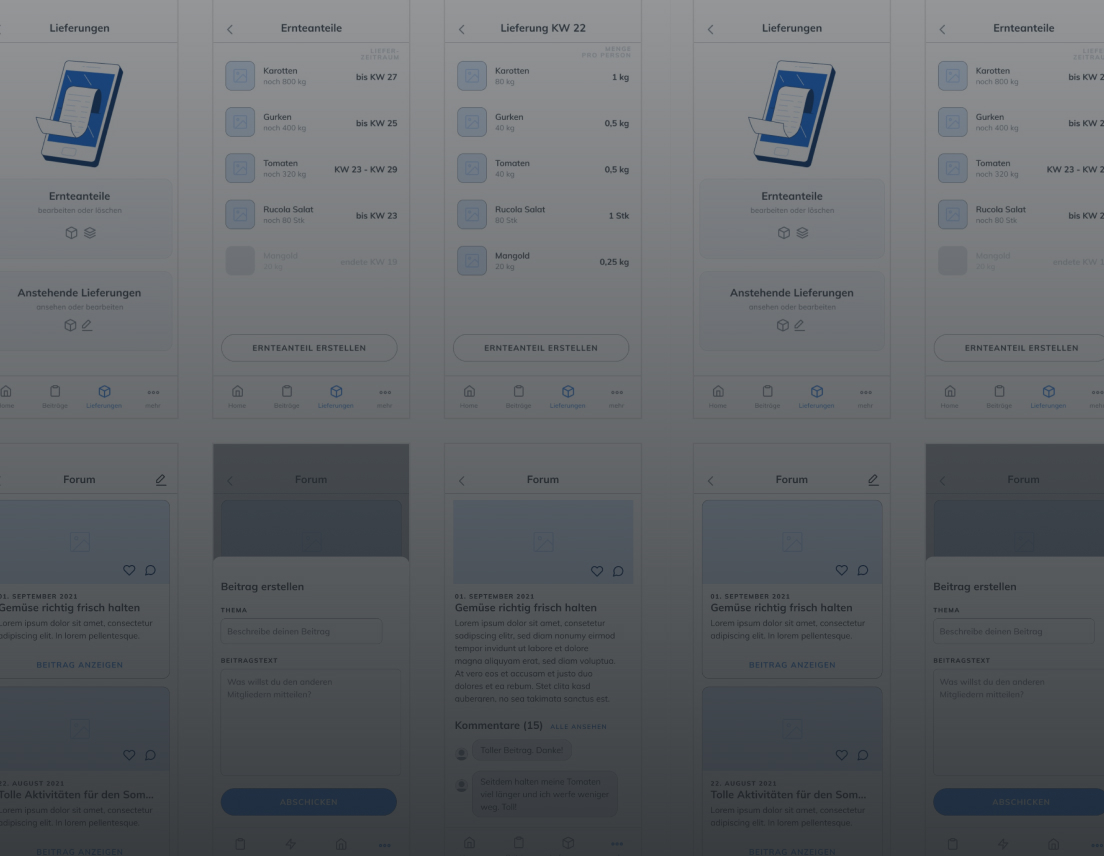 Lieferungen
Ernteanteile
bearbeiten oder löschen
Anstehende Lieferungen
ansehen oder bearbeiten
Home
Beiträge
Lieferungen
mehr
Ernteanteile
LIEFER-
ZEITRAUM
Karotten
noch 800 kg
bis KW 27
Gurken
noch 400 kg
bis KW 25
Tomaten
noch 320 kg
KW 23 - KW 29
Rucola Salat
noch 80 Stk
bis KW 23
Mangold
endete KW 19
ERNTEANTEIL ERSTELLEN
Home
Beiträge
Lieferungen
mehr
Lieferung KW 22
MENGE
PRO PERSON
Karotten
80 kg
1 kg
Gurken
40 kg
0,5 kg
Tomaten
40 kg
0,5 kg
Rucola Salat
80 Stk
1 Stk
Mangold
20 kg
0,25 kg
ERNTEANTEIL ERSTELLEN
Home
Beiträge
Lieferungen
mehr
Lieferungen
Ernteanteile
bearbeiten oder löschen
Anstehende Lieferungen
ansehen oder bearbeiten
Home
Beiträge
Lieferungen
mehr
Ernteanteile
Karotten
noch 800 kg
bis KW 2
Gurken
noch 400 kg
bis KW 2
Tomaten
noch 320 kg
KW 23 - KW 2
Rucola Salat
noch 80 Stk
bis KW 2
Mangold
endete KW 1
ERNTEANTEIL ERSTELLEN
Home
Beiträge
Lieferungen
mehr
Forum
01. SEPTEMBER 2021
Gemüse richtig frisch halten
Lorem ipsum dolor sit amet, consectetur
adipiscing elit. In lorem pellentesque.
BEITRAG ANZEIGEN
22. AUGUST 2021
Tolle Aktivitäten für den Som...
Lorem ipsum dolor sit amet, consectetur
adipiscing elit. In lorem pellentesque.
BEITRAG ANZEIGEN
Forum
Beitrag erstellen
THEMA
Beschreibe deinen Beitrag
BEITRAGSTEXT
Was willst du den anderen
Mitgliedern mitteilen?
ABSCHICKEN
Forum
01. SEPTEMBER 2021
Gemüse richtig frisch halten
Lorem ipsum dolor sit amet, consetetur
sadipscing elitr, sed diam nonumy eirmod
tempor invidunt ut labore et dolore
magna aliquyam erat, sed diam voluptua.
At vero eos et accusam et justo duo
dolores et ea rebum. Stet clita kasd
gubergren, no sea takimata sanctus est.
Kommentare (15)
ALLE ANSEHEN
Toller Beitrag. Danke!
Seitdem halten meine Tomaten
viel länger und ich werfe weniger
weg. Toll!
Forum
01. SEPTEMBER 2021
Gemüse richtig frisch halten
Lorem ipsum dolor sit amet, consectetur
adipiscing elit. In lorem pellentesque.
BEITRAG ANZEIGEN
22. AUGUST 2021
Tolle Aktivitäten für den Som...
Lorem ipsum dolor sit amet, consectetur
adipiscing elit. In lorem pellentesque.
BEITRAG ANZEIGEN
Forum
Beitrag erstellen
THEMA
Beschreibe deinen Beitrag
BEITRAGSTEXT
Was willst du den anderen
Mitgliedern mitteilen?
ABSCHICKEN